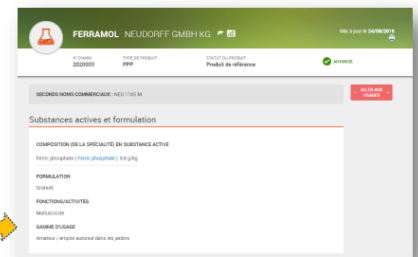 FERRAMOL NEUDORFF GMBH KG
Mis à jour le 24/08/2016
N° D'AMM
2020003
TYPE DE PRODUIT
PPP
STATUT DU PRODUIT
Produit de référence
AUTORISÉ
SECONDS NOMS COMMERCIAUX : NEU 1165 M
ALLER AUX
USAGES
Substances actives et formulation
COMPOSITION (DE LA SPÉCIALITÉ) EN SUBSTANCE ACTIVE
Ferric phosphate ( Ferric phosphate )
FORMULATION
Granulé
FONCTIONS/ACTIVITÉS
Molluscicide
GAMME D'USAGE
Amateur / emploi autorisé dans les jardins